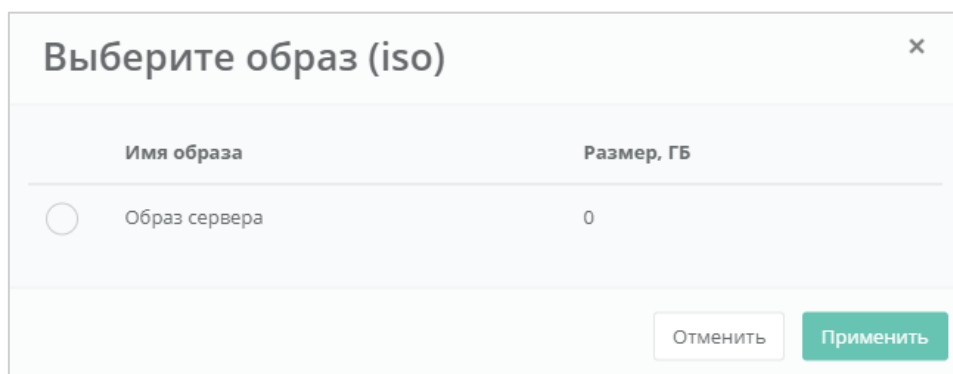 Выберите образ (iso)
×
Имя образа Размер, ГБ
Образ сервера 0
Отменить Применить